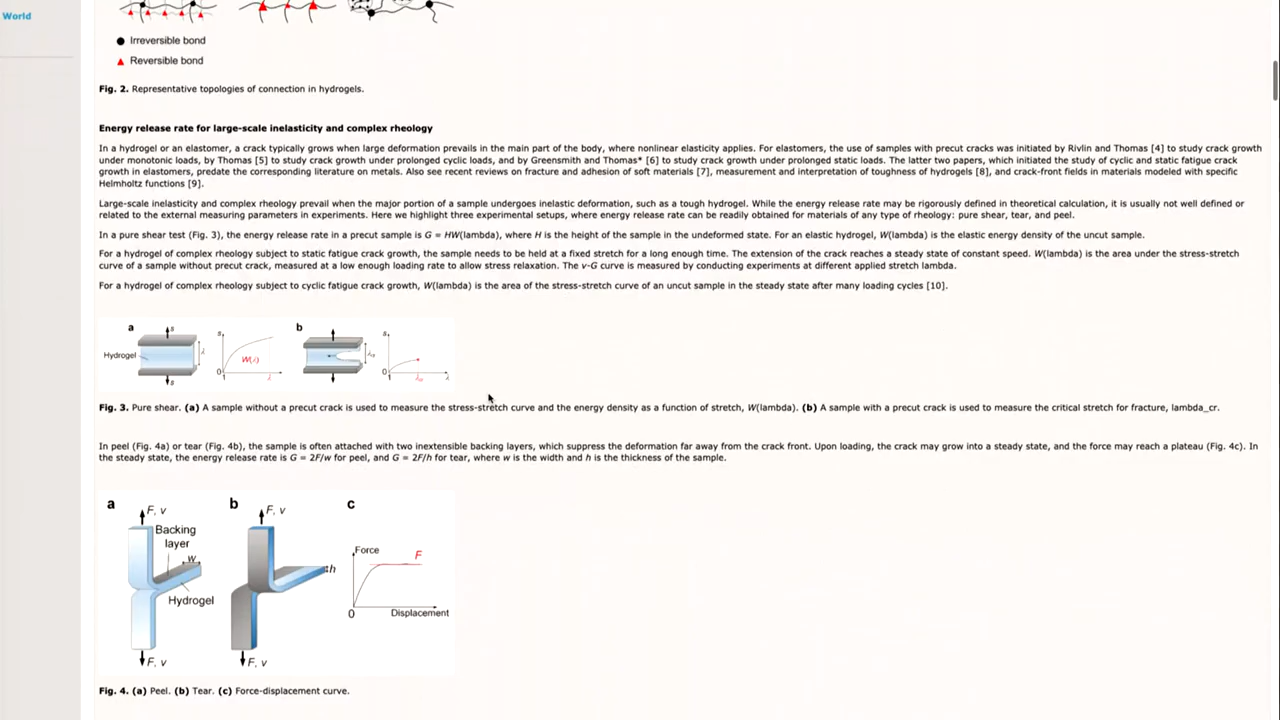 World
Irreversible bond
Reversible bond
Fig. 2. Representative topologies of connection in hydrogels.
Energy release rate for large-scale inelasticity and complex rheology
In a hydrogel or an elastomer, a crack typically grows when large deformation prevails in the main part of the body, where nonlinear elasticity applies. For elastomers, the use of samples with precut cracks was initiated by Rivlin and Thomas [4] to study crack growth
under monotonic loads, by Thomas [5] to study crack growth under prolonged cyclic loads, and by Greensmith and Thomas* [6] to study crack growth under prolonged static loads. The latter two papers, which initiated the study of cyclic and static fatigue crack
growth in elastomers, predate the corresponding literature on metals. Also see recent reviews on fracture and adhesion of soft materials [7], measurement and interpretation of toughness of hydrogels [8], and crack-front fields in materials modeled with specific
Helmholtz functions [9].
Large-scale inelasticity and complex rheology prevail when the major portion of a sample undergoes inelastic deformation, such as a tough hydrogel. While the energy release rate may be rigorously defined in theoretical calculation, it is usually not well defined or
related to the external measuring parameters in experiments. Here we highlight three experimental setups, where energy release rate can be readily obtained for materials of any type of rheology: pure shear, tear, and peel.
In a pure shear test (Fig. 3), the energy release rate in a precut sample is G = HW(lambda), where H is the height of the sample in the undeformed state. For an elastic hydrogel, W(lambda) is the elastic energy density of the uncut sample.
For a hydrogel of complex rheology subject to static fatigue crack growth, the sample needs to be held at a fixed stretch for a long enough time. The extension of the crack reaches a steady state of constant speed. W(lambda) is the area under the stress-stretch
curve of a sample without precut crack, measured at a low enough loading rate to allow stress relaxation. The v-G curve is measured by conducting experiments at different applied stretch lambda.
For a hydrogel of complex rheology subject to cyclic fatigue crack growth, W(lambda) is the area of the stress-stretch curve of an uncut sample in the steady state after many loading cycles [10].
a
b
s
s
Hydrogel
λ
W(λ)
0
1
λ
s
0
1
λ
s
Fig. 3. Pure shear. (a) A sample without a precut crack is used to measure the stress-stretch curve and the energy density as a function of stretch, W(lambda). (b) A sample with a precut crack is used to measure the critical stretch for fracture, lambda_cr.
In peel (Fig. 4a) or tear (Fig. 4b), the sample is often attached with two inextensible backing layers, which suppress the deformation far away from the crack front. Upon loading, the crack may grow into a steady state, and the force may reach a plateau (Fig. 4c). In
the steady state, the energy release rate is G = 2F/w for peel, and G = 2F/h for tear, where w is the width and h is the thickness of the sample.
a
b
c
F, v
F, v
Backing
layer
w
Force
F
h
Hydrogel
0
Displacement
F, v
F, v
Fig. 4. (a) Peel. (b) Tear. (c) Force-displacement curve.